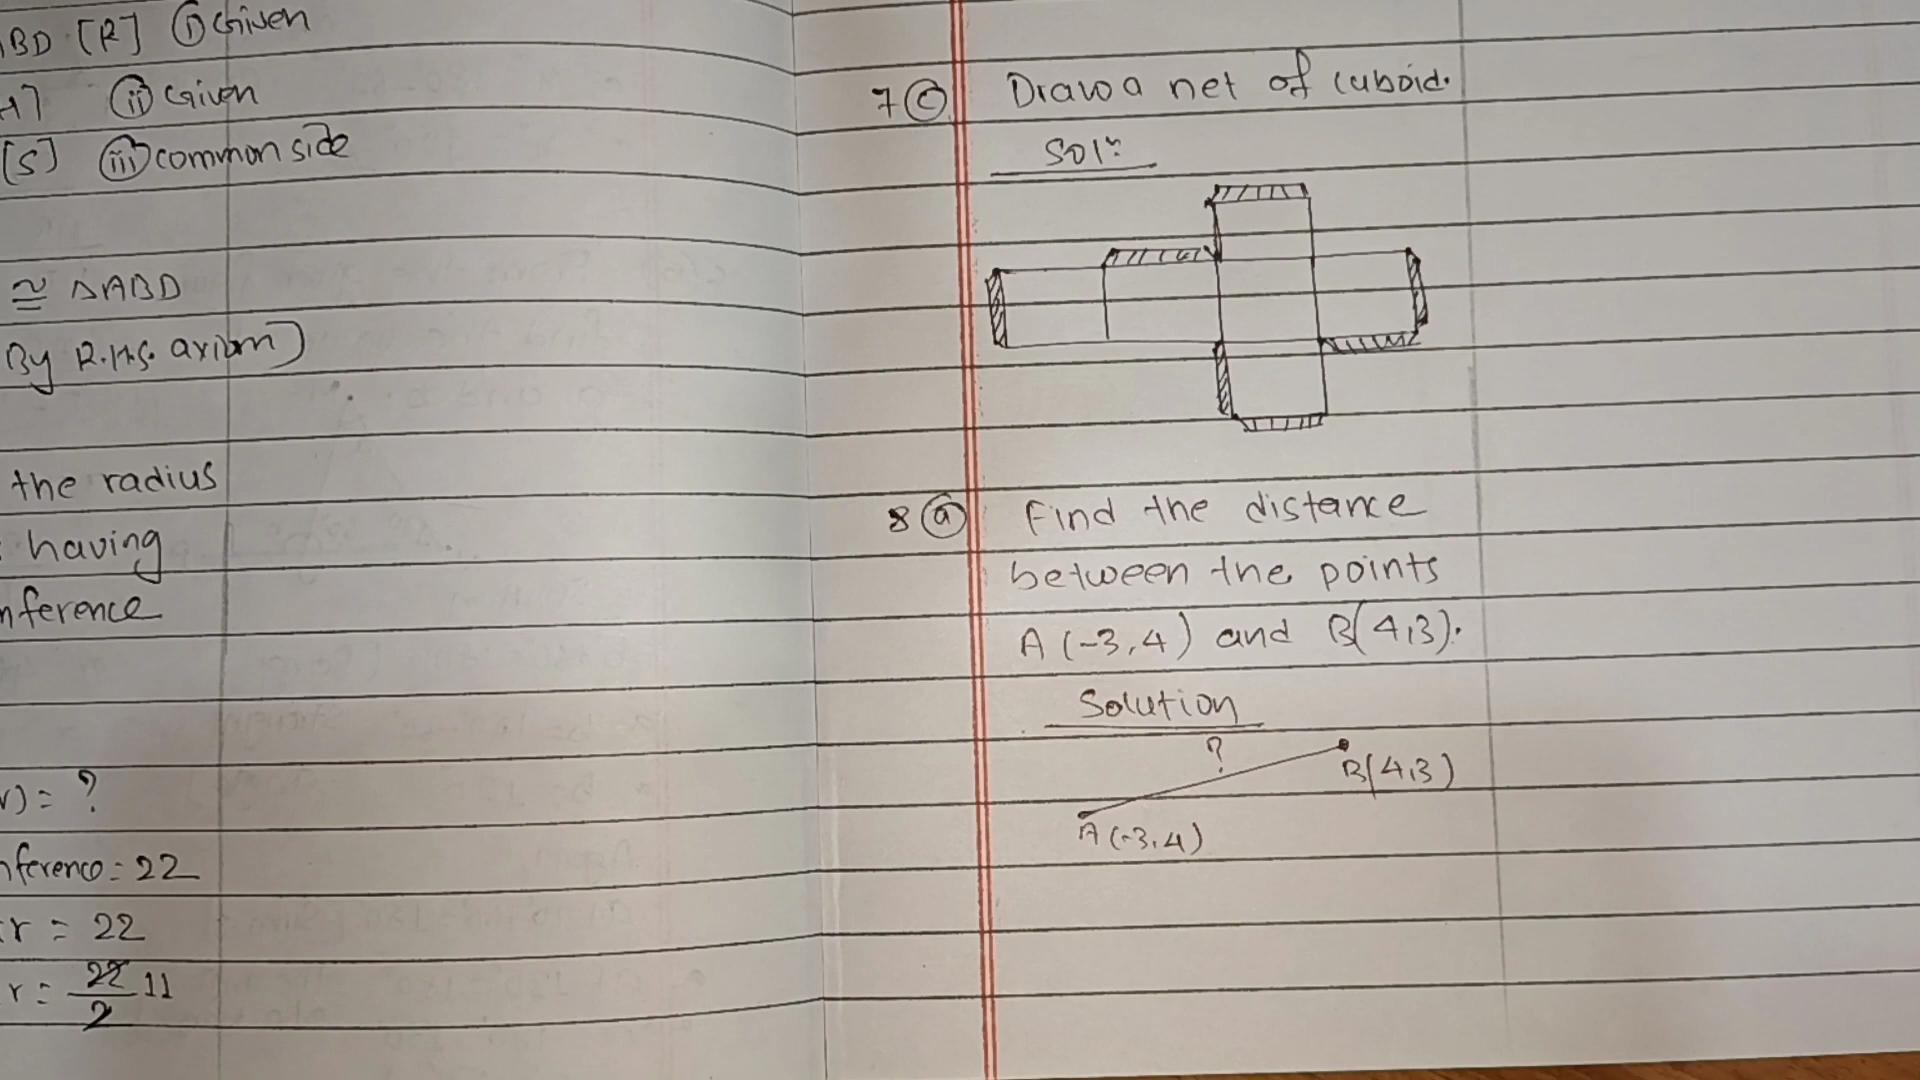 BD [R] (i) Given
(ii) Given
[S] (iii) common side
≅ △ABD
By R.H.S. axiom)
the radius
having
nference
r) = ?
nference = 22
r = 22
r = 22/2 11
7 (c) Draw a net of cuboid.
Solⁿ:
8 (a) Find the distance
between the points
A (-3, 4) and B(4,3).
Solution
?
B(4,3)
A (-3,4)